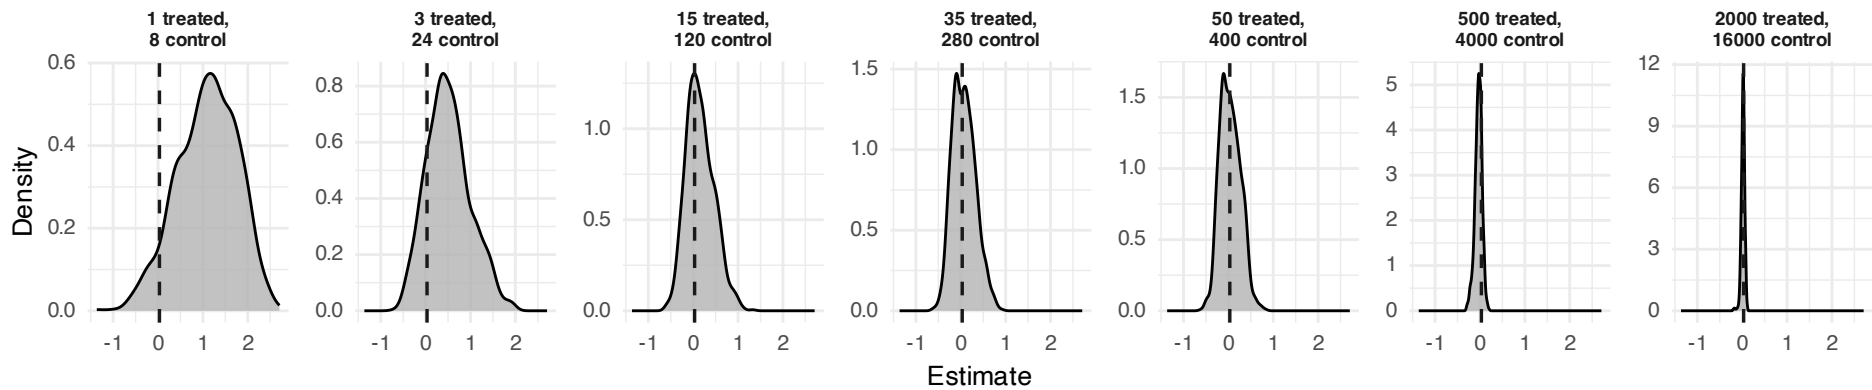 1 treated,
8 control
3 treated,
24 control
15 treated,
120 control
35 treated,
280 control
50 treated,
400 control
500 treated,
4000 control
2000 treated,
16000 control
Density
0.6
0.4
0.2
0.0
0.8
0.6
0.4
0.2
0.0
1.0
0.5
0.0
1.5
1.0
0.5
0.0
1.5
1.0
0.5
0.0
5
4
3
2
1
0
12
9
6
3
0
-1 0 1 2
-1 0 1 2
-1 0 1 2
-1 0 1 2
-1 0 1 2
-1 0 1 2
-1 0 1 2
Estimate